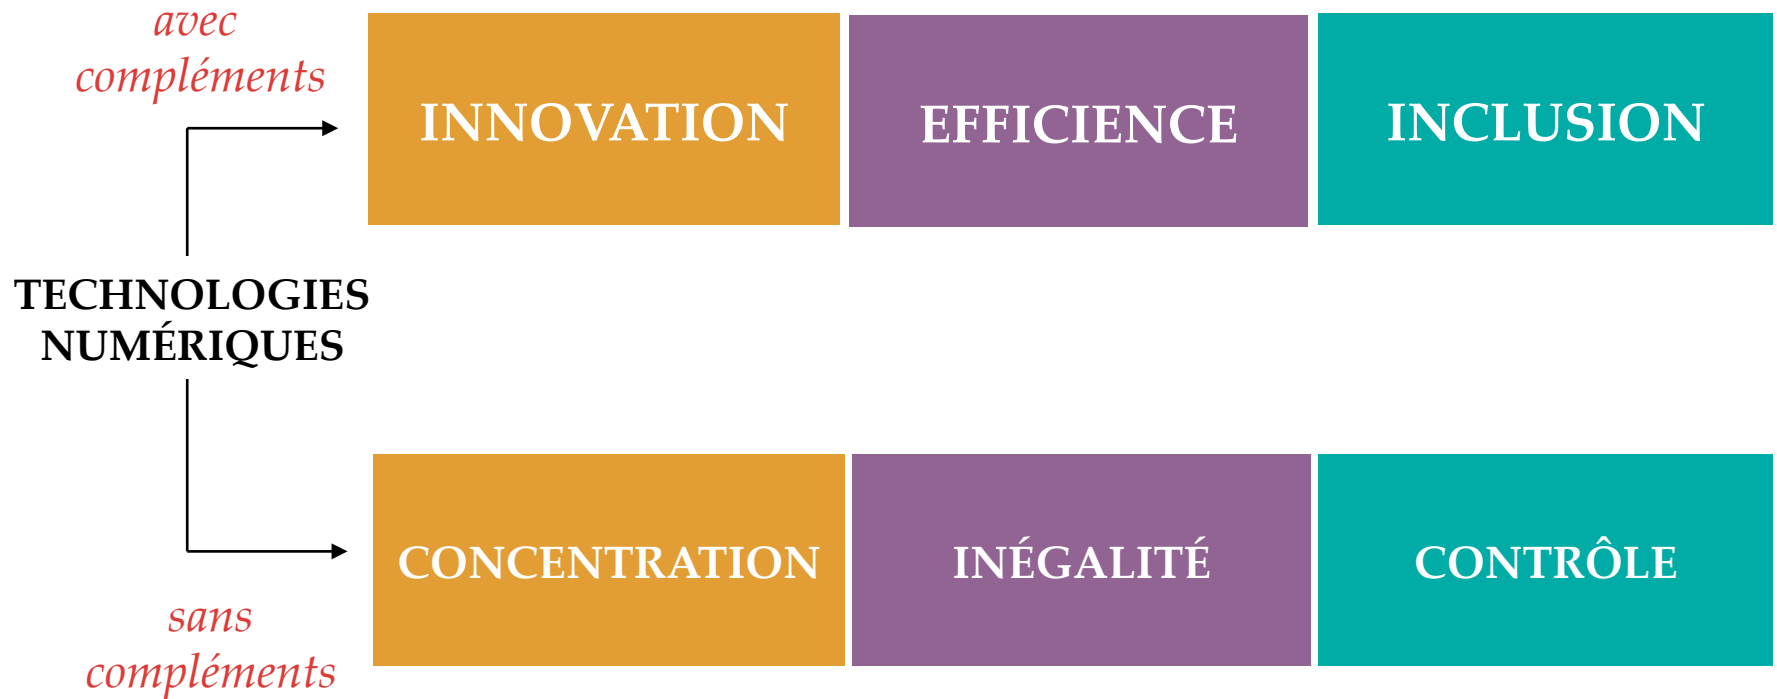 avec
compléments
INNOVATION
EFFICIENCE
INCLUSION
TECHNOLOGIES
NUMÉRIQUES
CONCENTRATION
INÉGALITÉ
CONTRÔLE
sans
compléments